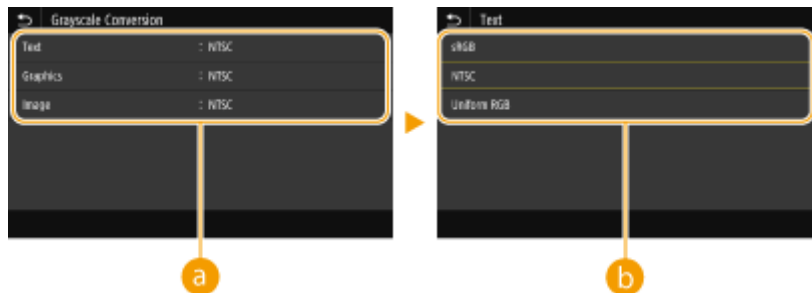 Grayscale Conversion
Text : NTSC
Graphics : NTSC
Image : NTSC
a
Text
sRGB
NTSC
Uniform RGB
b